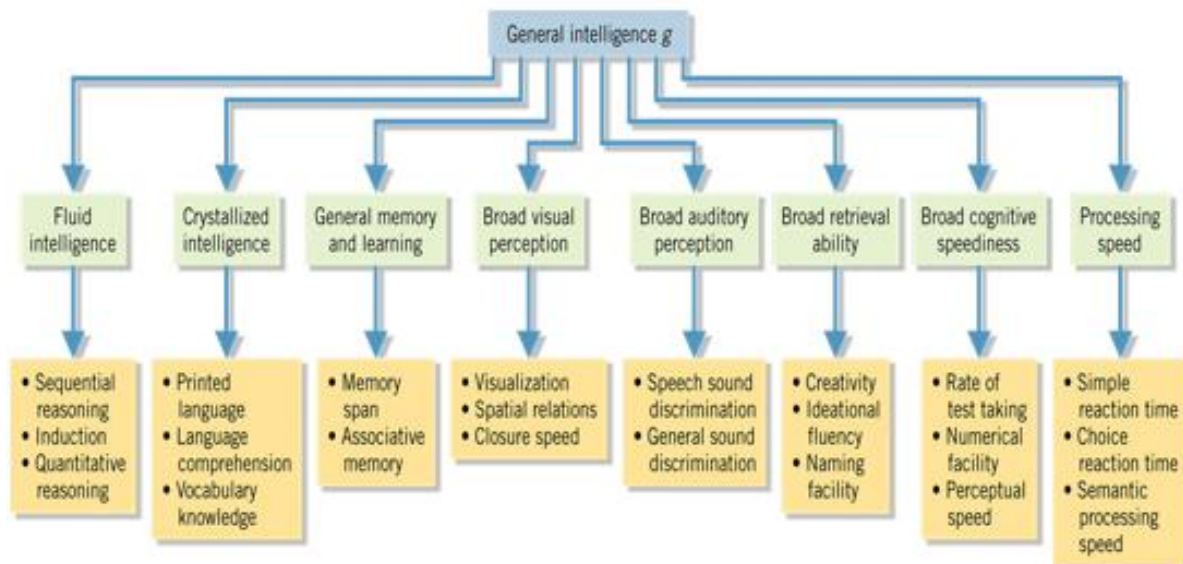 General intelligence g
Fluid
intelligence
Crystallized
intelligence
General memory
and learning
Broad visual
perception
Broad auditory
perception
Broad retrieval
ability
Broad cognitive
speediness
Processing
speed
• Sequential
reasoning
• Induction
• Quantitative
reasoning
• Printed
language
• Language
comprehension
• Vocabulary
knowledge
• Memory
span
• Associative
memory
• Visualization
• Spatial relations
• Closure speed
• Speech sound
discrimination
• General sound
discrimination
• Creativity
• Ideational
fluency
• Naming
facility
• Rate of
test taking
• Numerical
facility
• Perceptual
speed
• Simple
reaction time
• Choice
reaction time
• Semantic
processing
speed